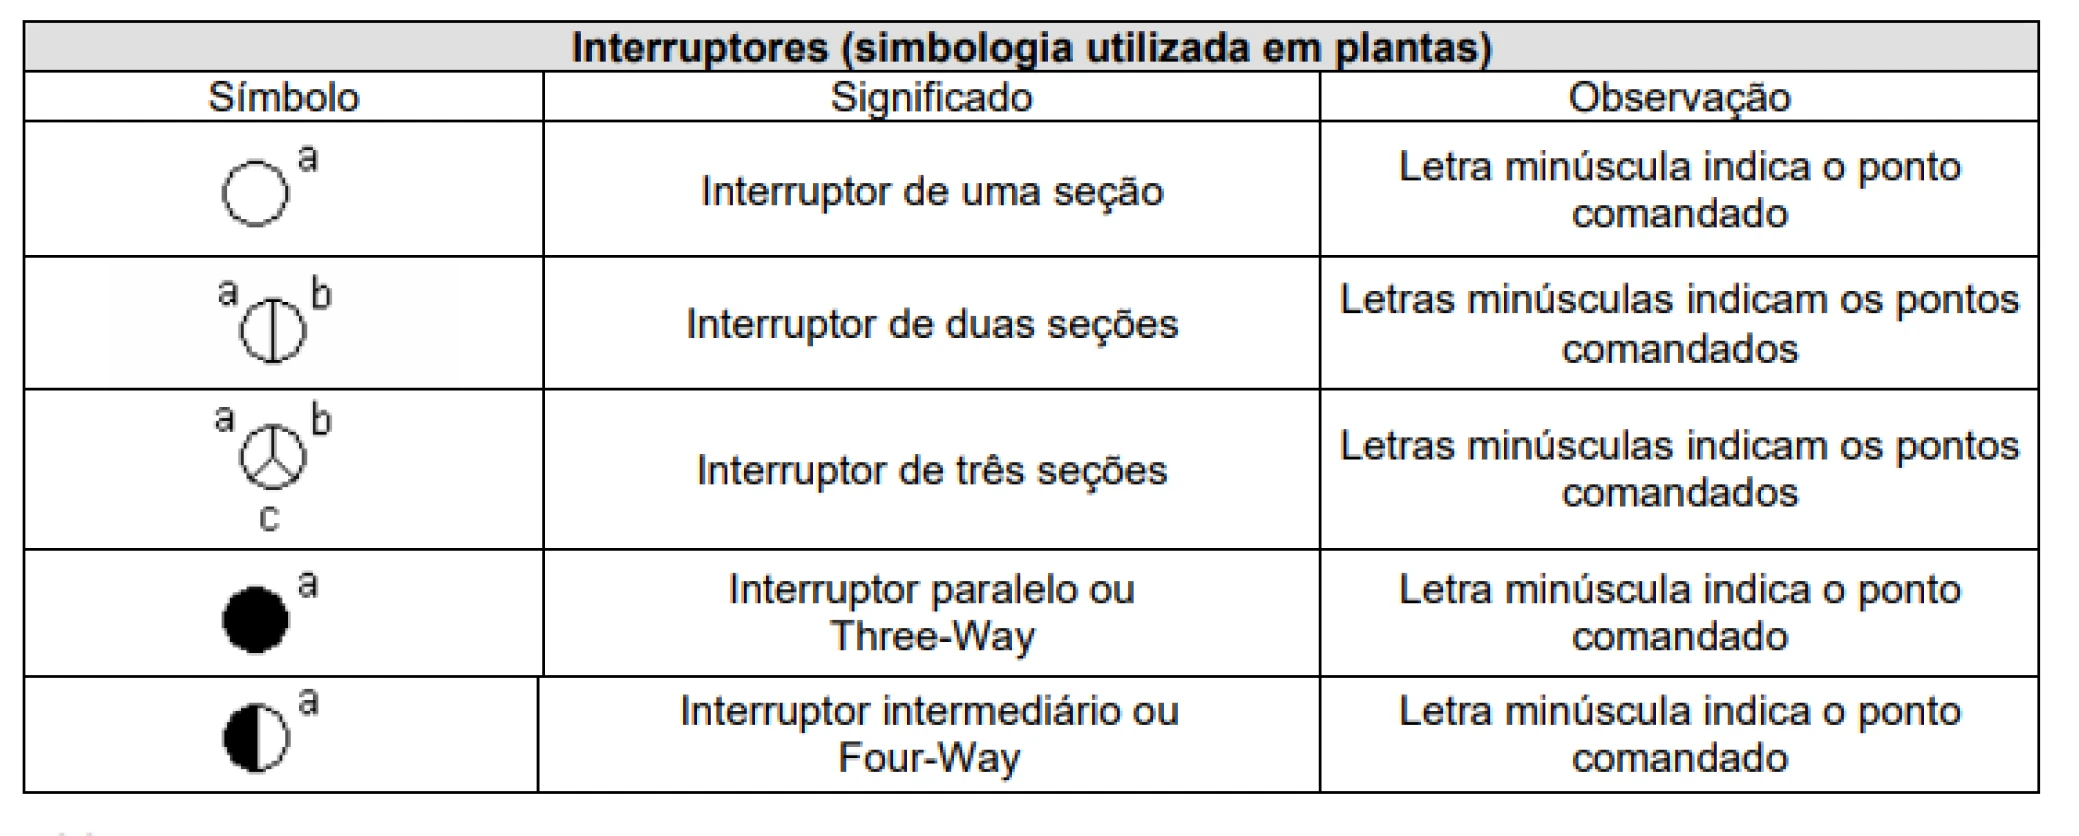 Interruptores (simbologia utilizada em plantas)
Símbolo Significado Observação
a
Interruptor de uma seção
Letra minúscula indica o ponto
comandado
a b
Interruptor de duas seções
Letras minúsculas indicam os pontos
comandados
a b
c
Interruptor de três seções
Letras minúsculas indicam os pontos
comandados
a
Interruptor paralelo ou
Three-Way
Letra minúscula indica o ponto
comandado
a
Interruptor intermediário ou
Four-Way
Letra minúscula indica o ponto
comandado